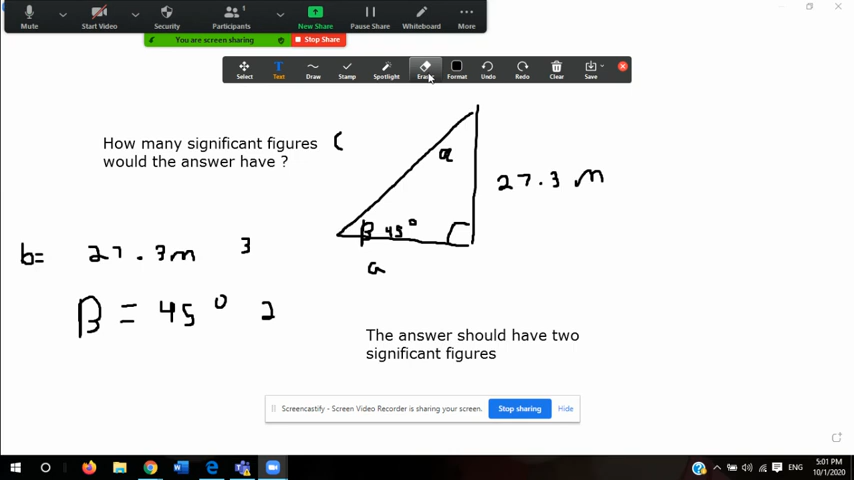 Mute
Start Video
Security
Participants
1
New Share
Pause Share
Whiteboard
More
You are screen sharing
Stop Share
Select
Text
Draw
Stamp
Spotlight
Eraser
Format
Undo
Redo
Clear
Save
How many significant figures
would the answer have ?
a
27.3 m
β 45°
a
b= 27.3m 3
β = 45° 2
The answer should have two
significant figures
Screencastify - Screen Video Recorder is sharing your screen.
Stop sharing
Hide
ENG
5:01 PM
10/1/2020